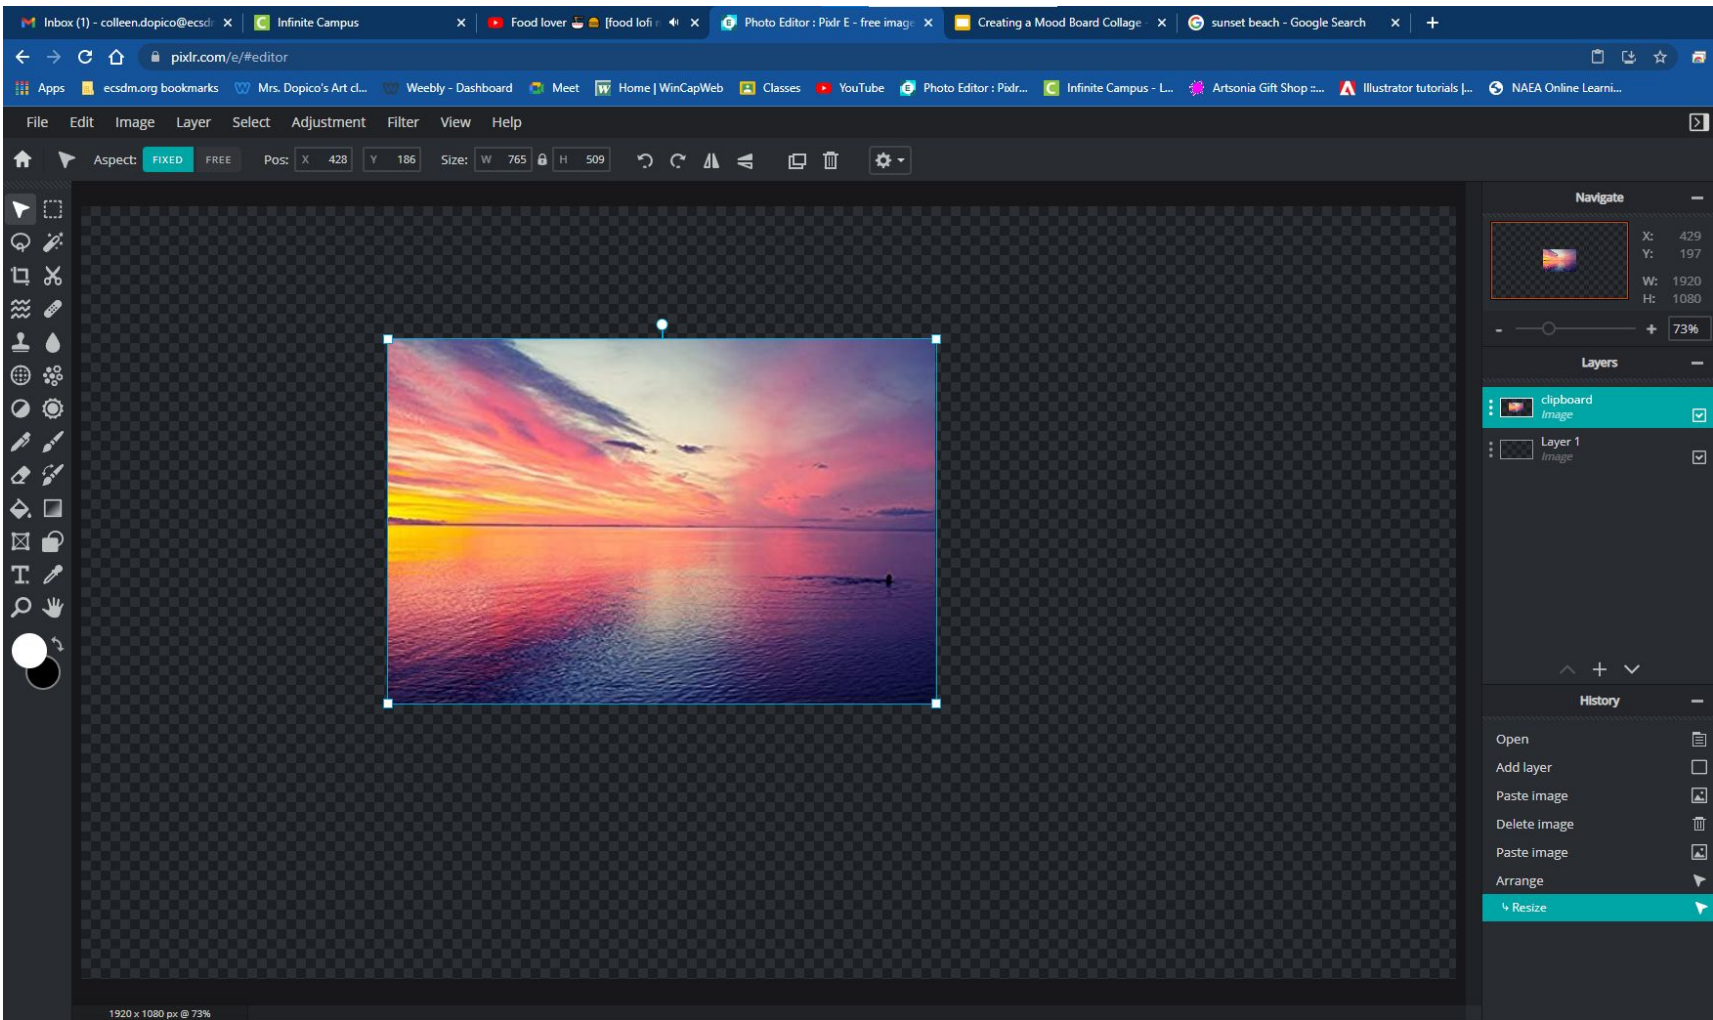 Inbox (1) - colleen.dopico@ecsdr Infinite Campus Food lover [food lofi Photo Editor : Pixlr E - free image Creating a Mood Board Collage - sunset beach - Google Search
pixlr.com/e/#editor
Apps ecsdm.org bookmarks Mrs. Dopico's Art cl... Weebly - Dashboard Meet Home | WinCapWeb Classes YouTube Photo Editor : Pixlr... Infinite Campus - L... Artsonia Gift Shop ::... Illustrator tutorials |... NAEA Online Learni...
File Edit Image Layer Select Adjustment Filter View Help
Aspect: FIXED FREE Pos: X 428 Y 186 Size: W 765 H 509
Navigate
X: 429
Y: 197
W: 1920
H: 1080
- + 73%
Layers
clipboard
Image
Layer 1
Image
History
Open
Add layer
Paste image
Delete image
Paste image
Arrange
Resize
1920 x 1080 px @ 73%